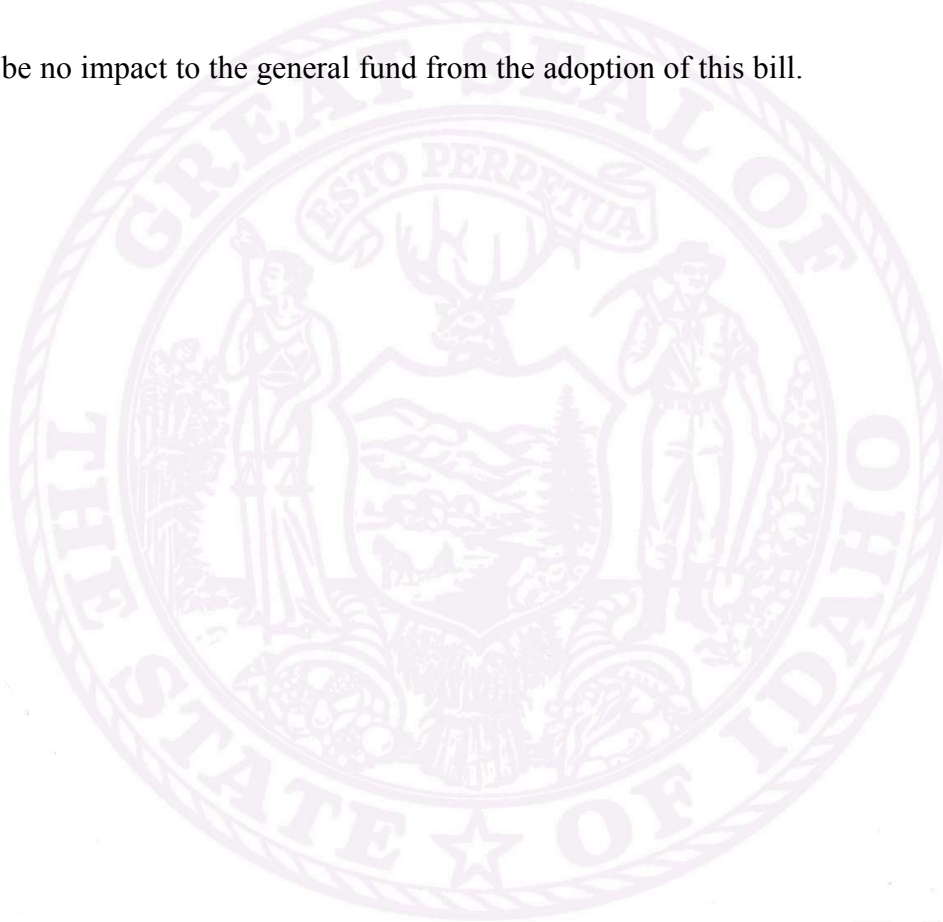 be no impact to the general fund from the adoption of this bill.
GREAT SEAL OF
THE STATE OF IDAHO
ESTO PERPETUA